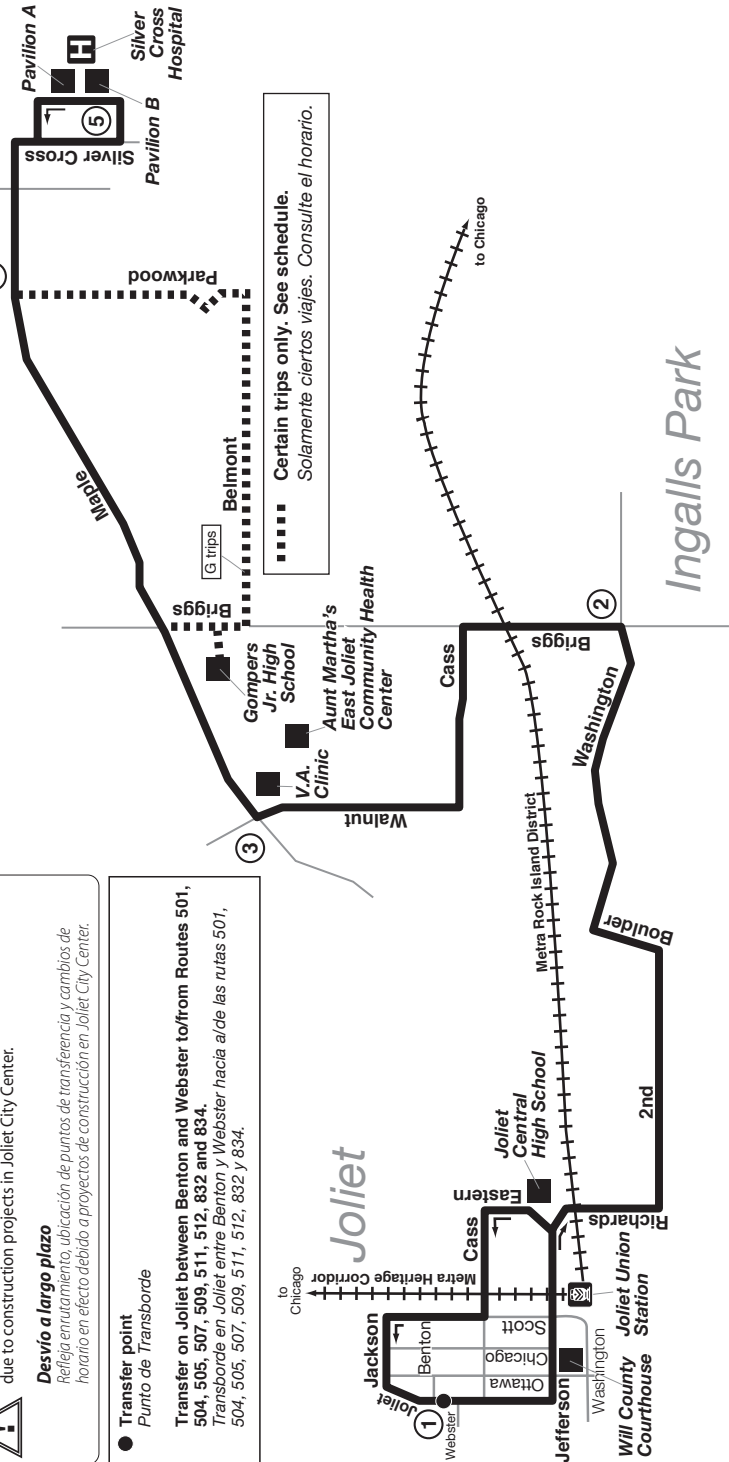 due to construction projects in Joliet City Center.
Desvío a largo plazo
Refleja enrutamiento, ubicación de puntos de transferencia y cambios de
horario en efecto debido a proyectos de construcción en Joliet City Center.
Transfer point
Punto de Transborde
Transfer on Joliet between Benton and Webster to/from Routes 501,
504, 505, 507, 509, 511, 512, 832 and 834.
Transborde en Joliet entre Benton y Webster hacia a/de las rutas 501,
504, 505, 507, 509, 511, 512, 832 y 834.
Pavilion A
H
Silver
Cross
Hospital
5
Silver Cross
Pavilion B
Parkwood
Maple
Belmont
G trips
Briggs
Certain trips only. See schedule.
Solamente ciertos viajes. Consulte el horario.
Gompers
Jr. High
School
Aunt Martha's
East Joliet
Community Health
Center
V.A.
Clinic
3
Walnut
Cass
to Chicago
Briggs
2
Ingalls Park
Washington
Metra Rock Island District
Boulder
2nd
Joliet
Joliet
Central
High School
Eastern
Cass
Richards
to
Chicago
Metra Heritage Corridor
Jackson
Benton
Scott
Chicago
Ottawa
Joliet
1
Webster
Jefferson
Washington
Joliet Union
Station
Will County
Courthouse